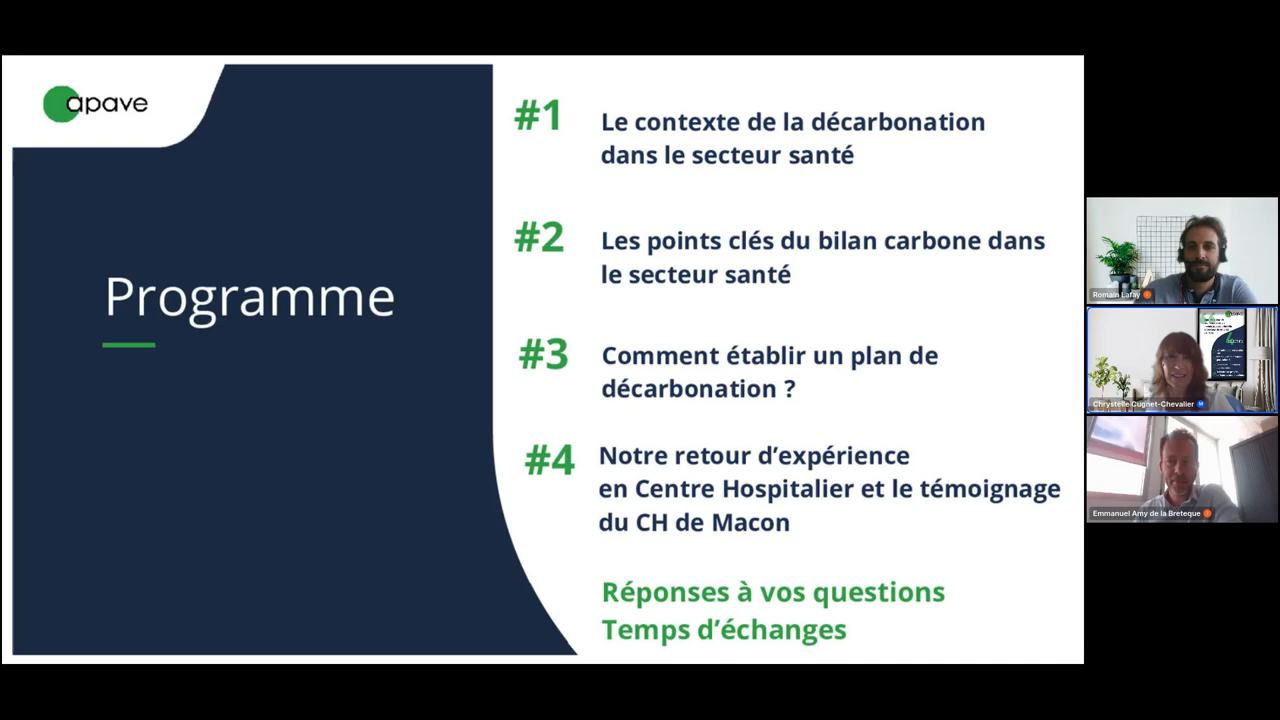 apave
Programme
#1
Le contexte de la décarbonation
dans le secteur santé
#2
Les points clés du bilan carbone dans
le secteur santé
#3
Comment établir un plan de
décarbonation ?
#4
Notre retour d’expérience
en Centre Hospitalier et le témoignage
du CH de Macon
Réponses à vos questions
Temps d’échanges
Romain Lafay
Chrystelle Cugnet-Chevalier M
Emmanuel Amy de la Breteque